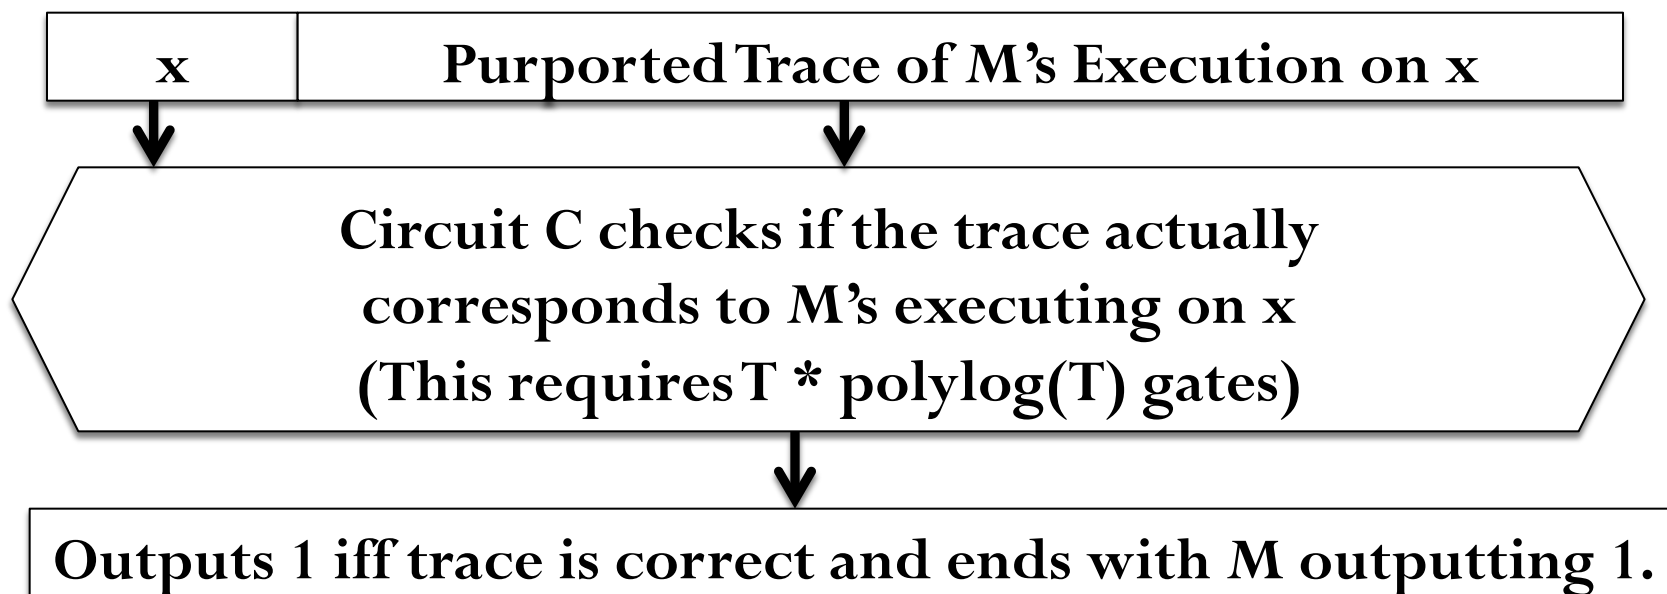 x
Purported Trace of M’s Execution on x
Circuit C checks if the trace actually
corresponds to M’s executing on x
(This requires T * polylog(T) gates)
Outputs 1 iff trace is correct and ends with M outputting 1.